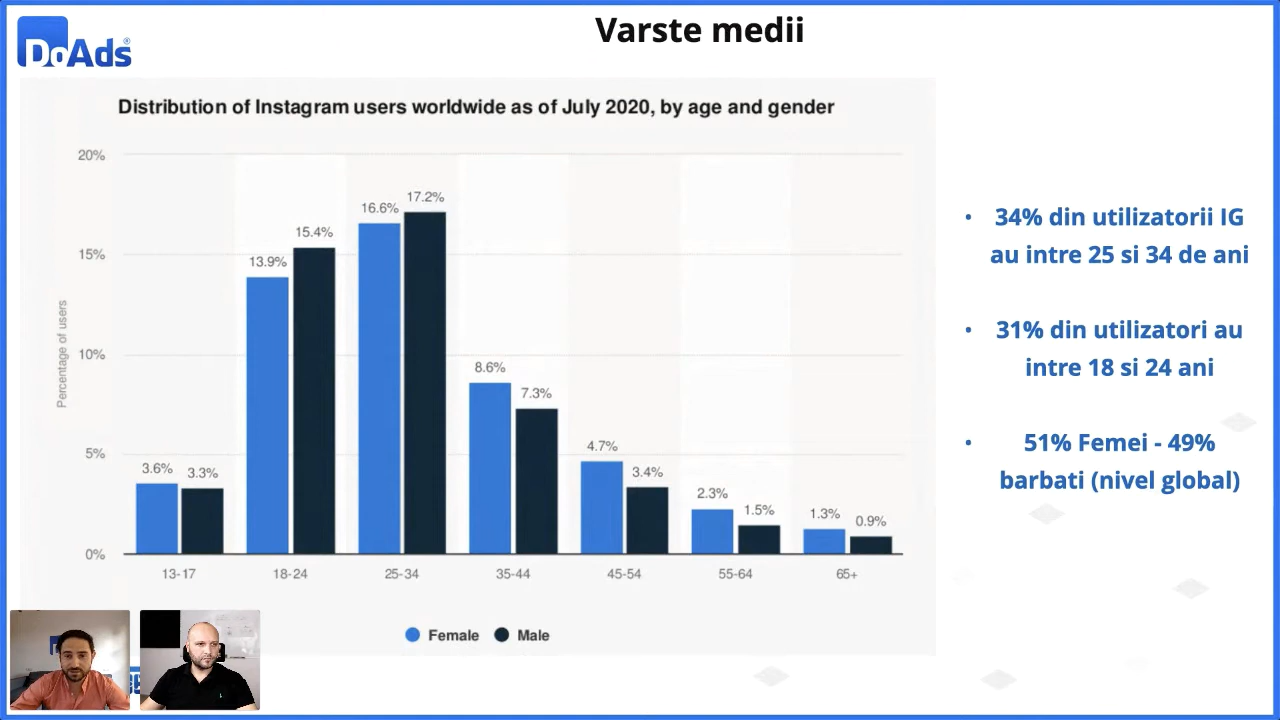 Varste medii
DoAds®
Distribution of Instagram users worldwide as of July 2020, by age and gender
Percentage of users
20%
15%
10%
5%
0%
3.6%
3.3%
13.9%
15.4%
16.6%
17.2%
8.6%
7.3%
4.7%
3.4%
2.3%
1.5%
1.3%
0.9%
13-17
18-24
25-34
35-44
45-54
55-64
65+
Female
Male
• 34% din utilizatorii IG
au intre 25 si 34 de ani
• 31% din utilizatori au
intre 18 si 24 ani
• 51% Femei - 49%
barbati (nivel global)